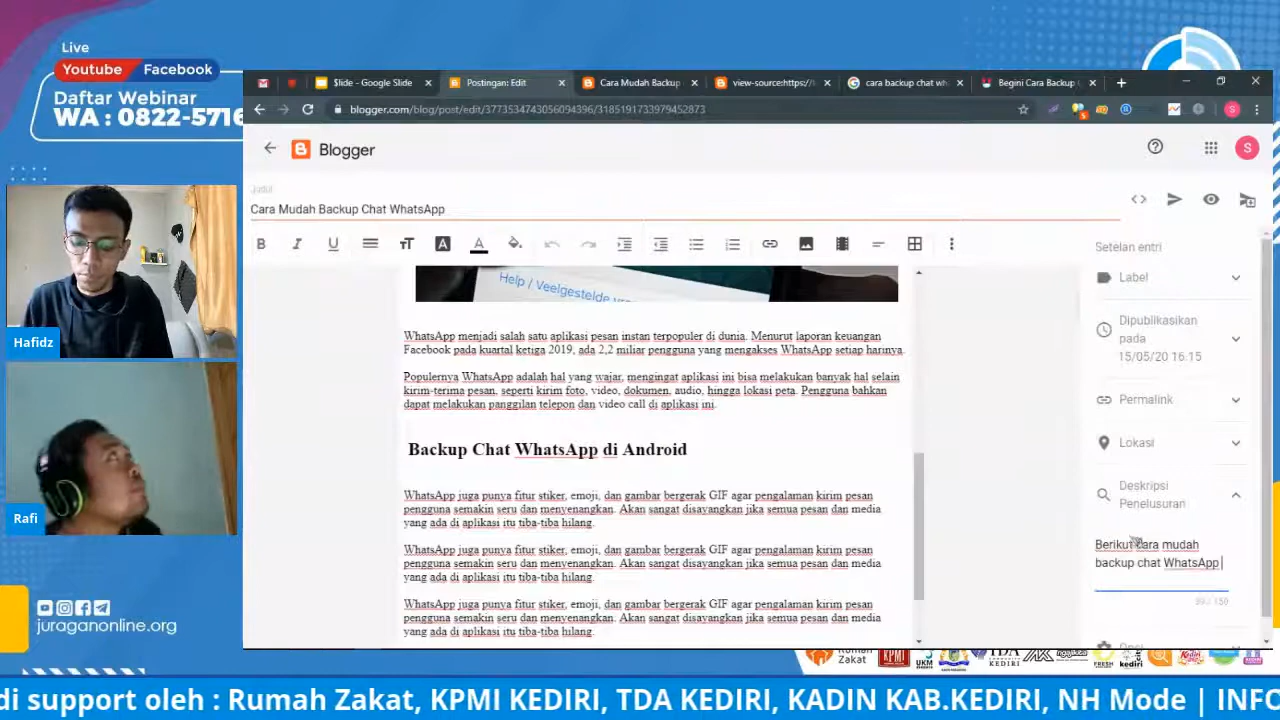 Live
Youtube Facebook
Daftar Webinar
WA : 0822-5716
Hafidz
Rafi
juraganonline.org
$lide - Google Slide
Postingan: Edit
Cara Mudah Backup
view-source:https://
cara backup chat wh
Begini Cara Backup
blogger.com/blog/post/edit/3773534743056094396/3185191733979452873
S
Blogger
S
Judul
Cara Mudah Backup Chat WhatsApp
Help / Veelgestelde vr
WhatsApp menjadi salah satu aplikasi pesan instan terpopuler di dunia. Menurut laporan keuangan
Facebook pada kuartal ketiga 2019, ada 2,2 miliar pengguna yang mengakses WhatsApp setiap harinya.
Populernya WhatsApp adalah hal yang wajar, mengingat aplikasi ini bisa melakukan banyak hal selain
kirim-terima pesan, seperti kirim foto, video, dokumen, audio, hingga lokasi peta. Pengguna bahkan
dapat melakukan panggilan telepon dan video call di aplikasi ini.
Backup Chat WhatsApp di Android
WhatsApp juga punya fitur stiker, emoji, dan gambar bergerak GIF agar pengalaman kirim pesan
pengguna semakin seru dan menyenangkan. Akan sangat disayangkan jika semua pesan dan media
yang ada di aplikasi itu tiba-tiba hilang.
WhatsApp juga punya fitur stiker, emoji, dan gambar bergerak GIF agar pengalaman kirim pesan
pengguna semakin seru dan menyenangkan. Akan sangat disayangkan jika semua pesan dan media
yang ada di aplikasi itu tiba-tiba hilang.
WhatsApp juga punya fitur stiker, emoji, dan gambar bergerak GIF agar pengalaman kirim pesan
pengguna semakin seru dan menyenangkan. Akan sangat disayangkan jika semua pesan dan media
yang ada di aplikasi itu tiba-tiba hilang.
Setelan entri
Label
Dipublikasikan
pada
15/05/20 16:15
Permalink
Lokasi
Deskripsi
Penelusuran
Berikut cara mudah
backup chat WhatsApp
39 / 150
Rumah
Zakat
KPMI
UKM
TDA
KEDIRI
FRESH
kediri
di support oleh : Rumah Zakat, KPMI KEDIRI, TDA KEDIRI, KADIN KAB.KEDIRI, NH Mode | INFO